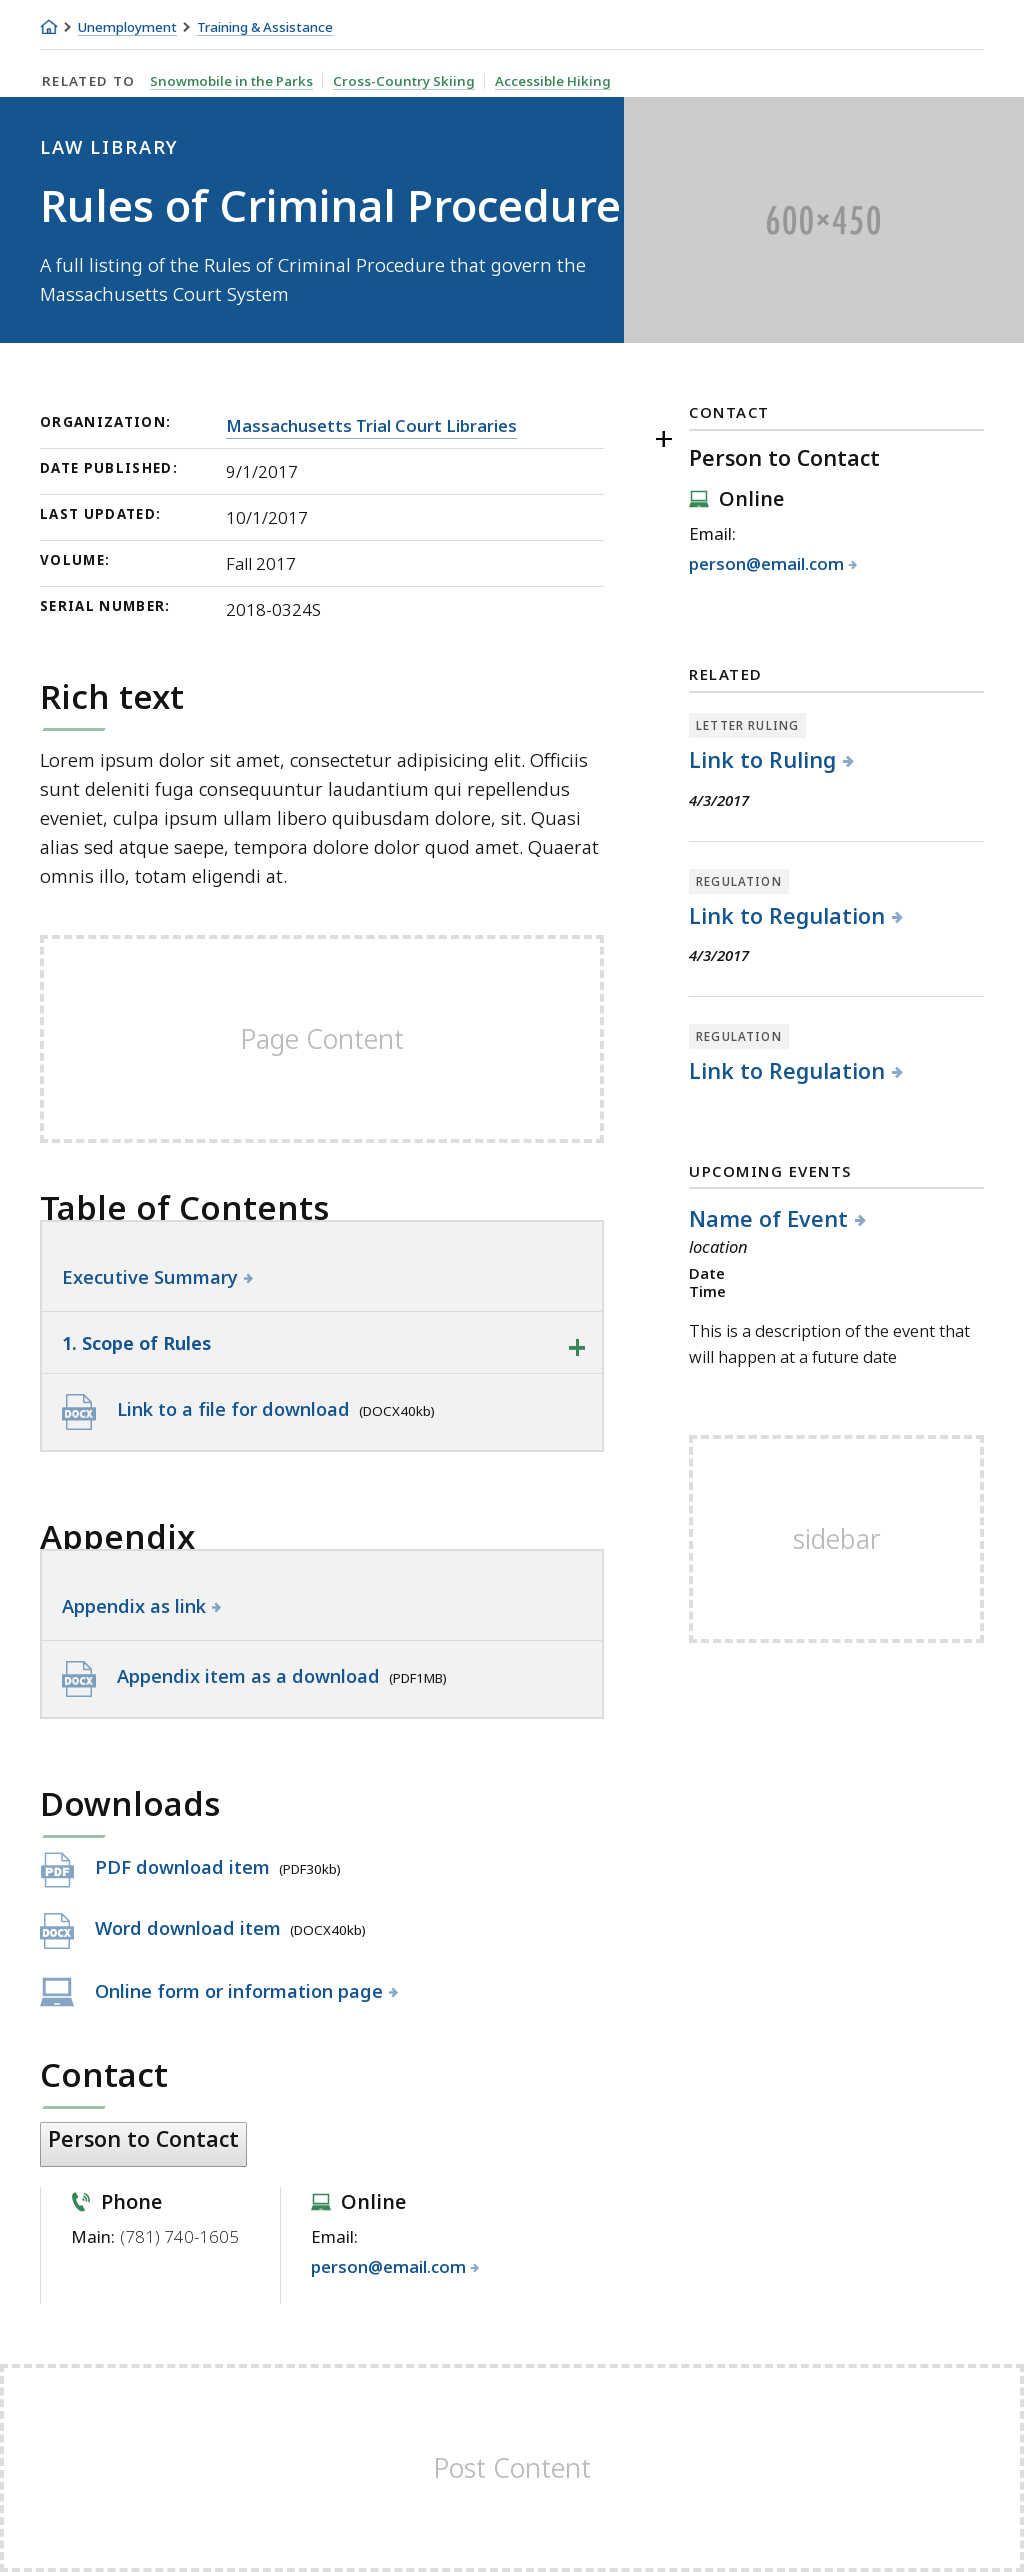 Unemployment Training & Assistance
RELATED TO Snowmobile in the Parks Cross-Country Skiing Accessible Hiking
LAW LIBRARY
Rules of Criminal Procedure
A full listing of the Rules of Criminal Procedure that govern the
Massachusetts Court System
600×450
ORGANIZATION: Massachusetts Trial Court Libraries
DATE PUBLISHED: 9/1/2017
LAST UPDATED: 10/1/2017
VOLUME: Fall 2017
SERIAL NUMBER: 2018-0324S
Rich text
Lorem ipsum dolor sit amet, consectetur adipisicing elit. Officiis
sunt deleniti fuga consequuntur laudantium qui repellendus
eveniet, culpa ipsum ullam libero quibusdam dolore, sit. Quasi
alias sed atque saepe, tempora dolore dolor quod amet. Quaerat
omnis illo, totam eligendi at.
Page Content
Table of Contents
Executive Summary
1. Scope of Rules
DOCX Link to a file for download (DOCX40kb)
Appendix
Appendix as link
DOCX Appendix item as a download (PDF1MB)
Downloads
PDF PDF download item (PDF30kb)
DOCX Word download item (DOCX40kb)
Online form or information page
Contact
Person to Contact
Phone
Main: (781) 740-1605
Online
Email:
person@email.com
CONTACT
Person to Contact
Online
Email:
person@email.com
RELATED
LETTER RULING
Link to Ruling
4/3/2017
REGULATION
Link to Regulation
4/3/2017
REGULATION
Link to Regulation
UPCOMING EVENTS
Name of Event
location
Date
Time
This is a description of the event that
will happen at a future date
sidebar
Post Content